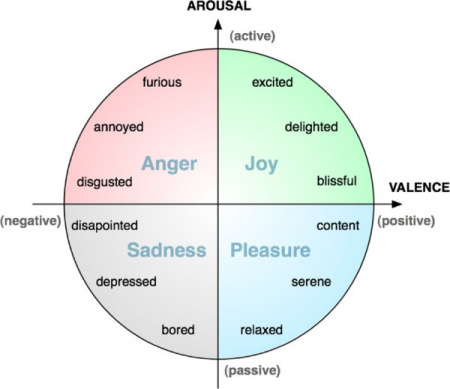 AROUSAL
(active)
furious
excited
annoyed
delighted
Anger
Joy
disgusted
blissful
VALENCE
(negative)
(positive)
disapointed
content
Sadness
Pleasure
depressed
serene
bored
relaxed
(passive)